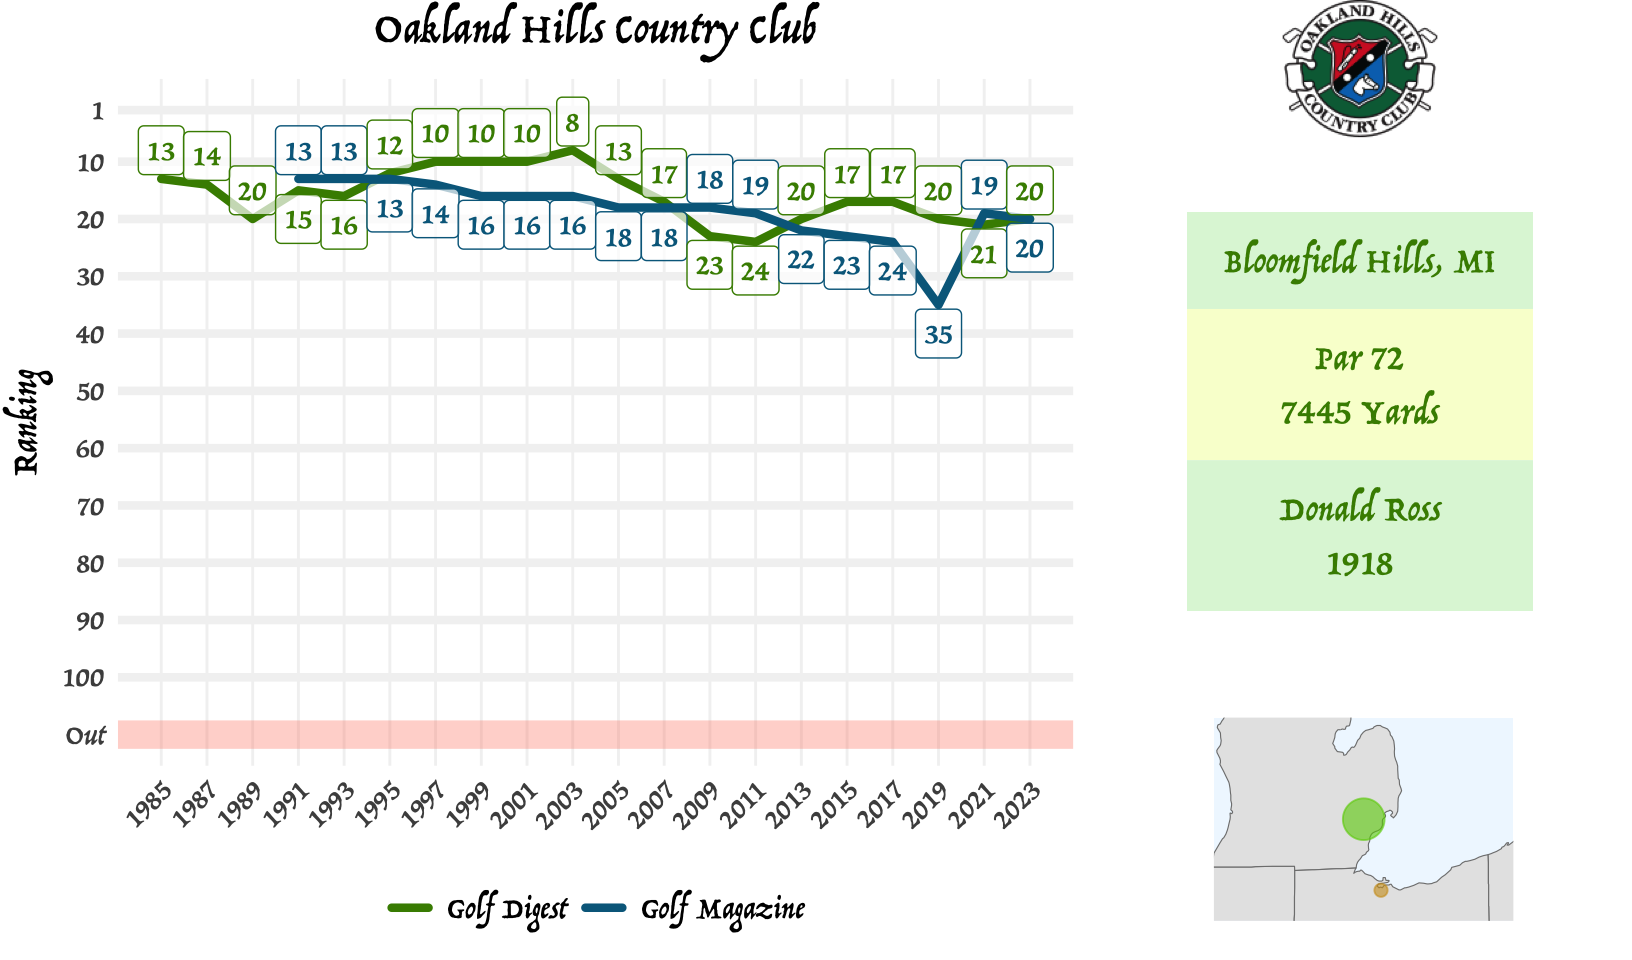 Oakland Hills Country Club
OAKLAND HILLS
COUNTRY CLUB
Ranking
1
10
20
30
40
50
60
70
80
90
100
Out
13 14 20 15 16 12 10 10 10 8 13 17 23 24 20 17 17 20 21 20
13 13 13 14 16 16 16 18 18 18 19 22 23 24 35 19 20
1985 1987 1989 1991 1993 1995 1997 1999 2001 2003 2005 2007 2009 2011 2013 2015 2017 2019 2021 2023
Golf Digest Golf Magazine
Bloomfield Hills, MI
Par 72
7445 Yards
Donald Ross
1918